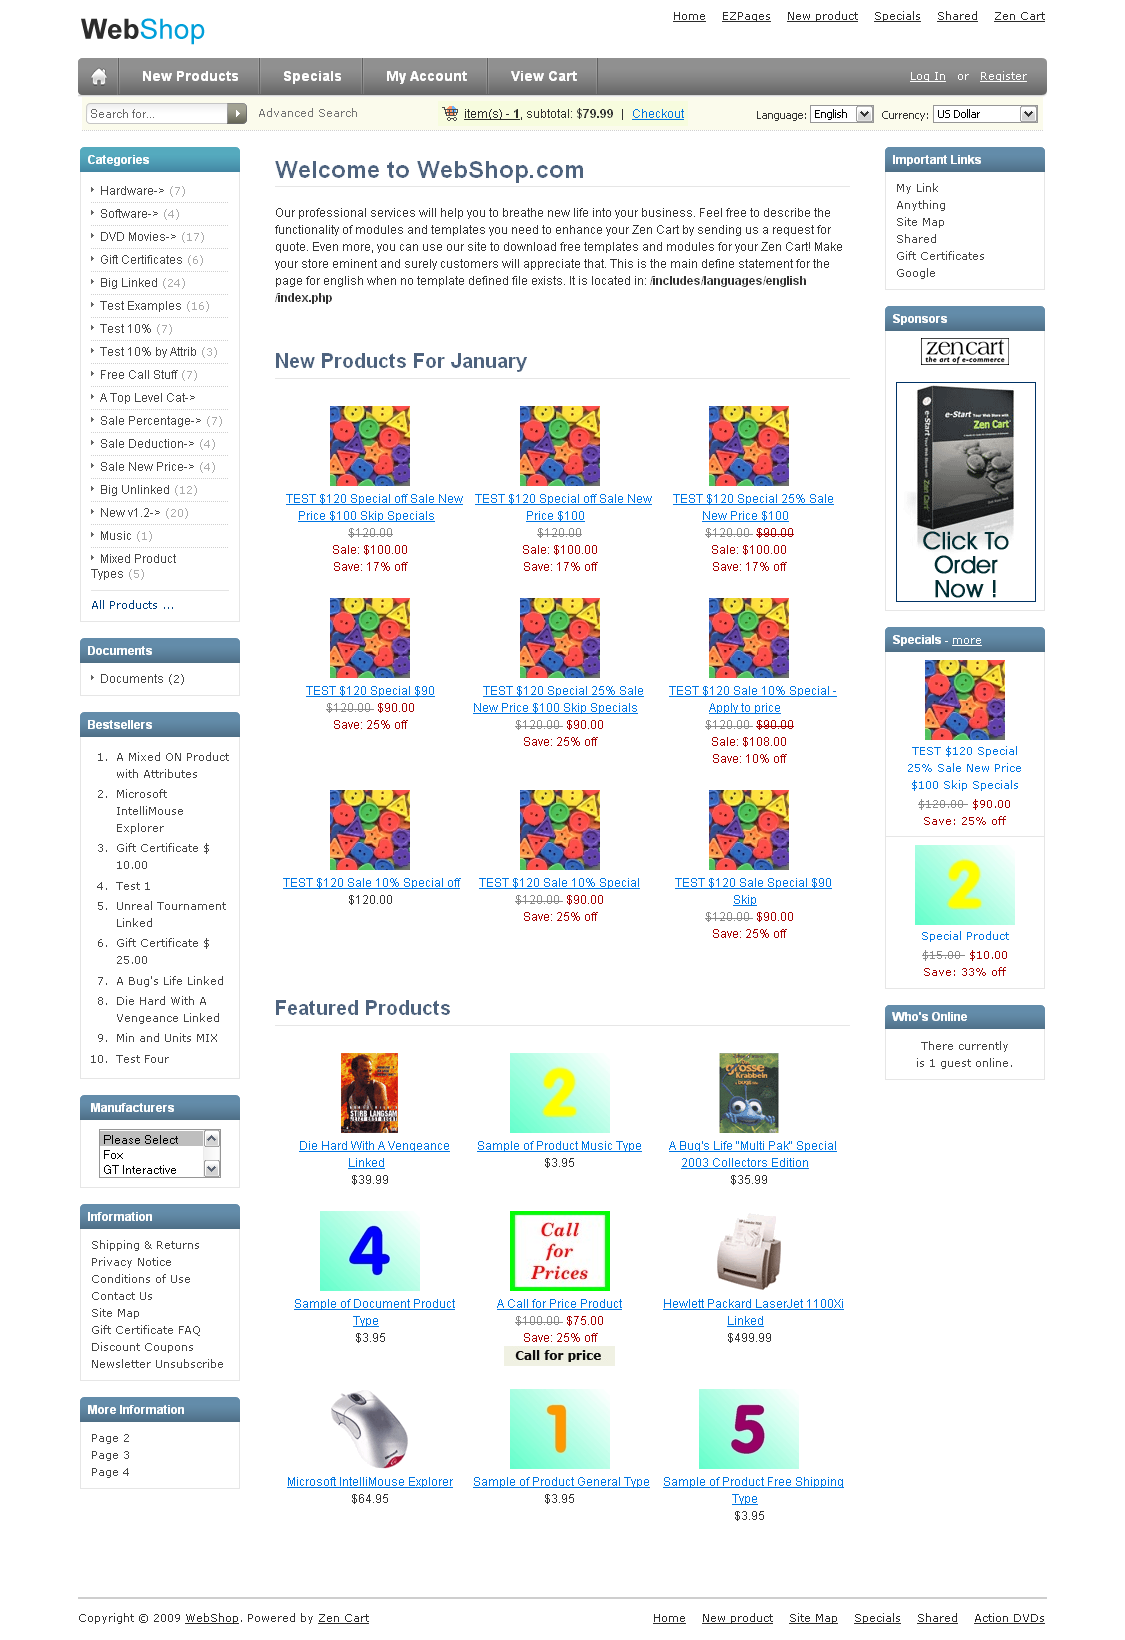 WebShop
Home EZPages New product Specials Shared Zen Cart
New Products Specials My Account View Cart Log In or Register
Search for... Advanced Search item(s) - 1, subtotal: $79.99 | Checkout Language: English Currency: US Dollar
Categories
Hardware-> (7)
Software-> (4)
DVD Movies-> (17)
Gift Certificates (6)
Big Linked (24)
Test Examples (16)
Test 10% (7)
Test 10% by Attrib (3)
Free Call Stuff (7)
A Top Level Cat->
Sale Percentage-> (7)
Sale Deduction-> (4)
Sale New Price-> (4)
Big Unlinked (12)
New v1.2-> (20)
Music (1)
Mixed Product
Types (5)
All Products ...
Documents
Documents (2)
Bestsellers
1. A Mixed ON Product
with Attributes
2. Microsoft
IntelliMouse
Explorer
3. Gift Certificate $
10.00
4. Test 1
5. Unreal Tournament
Linked
6. Gift Certificate $
25.00
7. A Bug's Life Linked
8. Die Hard With A
Vengeance Linked
9. Min and Units MIX
10. Test Four
Manufacturers
Please Select
Fox
GT Interactive
Information
Shipping & Returns
Privacy Notice
Conditions of Use
Contact Us
Site Map
Gift Certificate FAQ
Discount Coupons
Newsletter Unsubscribe
More Information
Page 2
Page 3
Page 4
Welcome to WebShop.com
Our professional services will help you to breathe new life into your business. Feel free to describe the
functionality of modules and templates you need to enhance your Zen Cart by sending us a request for
quote. Even more, you can use our site to download free templates and modules for your Zen Cart! Make
your store eminent and surely customers will appreciate that. This is the main define statement for the
page for english when no template defined file exists. It is located in: /includes/languages/english
/index.php
New Products For January
TEST $120 Special off Sale New
Price $100 Skip Specials
$120.00
Sale: $100.00
Save: 17% off
TEST $120 Special off Sale New
Price $100
$120.00
Sale: $100.00
Save: 17% off
TEST $120 Special 25% Sale
New Price $100
$120.00 $90.00
Sale: $100.00
Save: 17% off
TEST $120 Special $90
$120.00 $90.00
Save: 25% off
TEST $120 Special 25% Sale
New Price $100 Skip Specials
$120.00 $90.00
Save: 25% off
TEST $120 Sale 10% Special -
Apply to price
$120.00 $90.00
Sale: $108.00
Save: 10% off
TEST $120 Sale 10% Special off
$120.00
TEST $120 Sale 10% Special
$120.00 $90.00
Save: 25% off
TEST $120 Sale Special $90
Skip
$120.00 $90.00
Save: 25% off
Featured Products
STIRB LANGSAM
Die Hard With A Vengeance
Linked
$39.99
2
Sample of Product Music Type
$3.95
grosse
Krabbeln
A Bug's Life "Multi Pak" Special
2003 Collectors Edition
$35.99
4
Sample of Document Product
Type
$3.95
Call
for
Prices
A Call for Price Product
$100.00 $75.00
Save: 25% off
Call for price
Hewlett Packard LaserJet 1100Xi
Linked
$499.99
Microsoft IntelliMouse Explorer
$64.95
1
Sample of Product General Type
$3.95
5
Sample of Product Free Shipping
Type
$3.95
Important Links
My Link
Anything
Site Map
Shared
Gift Certificates
Google
Sponsors
zen cart
the art of e-commerce
e-Start Your Web Store with
Zen Cart
Click To
Order
Now !
Specials - more
TEST $120 Special
25% Sale New Price
$100 Skip Specials
$120.00 $90.00
Save: 25% off
2
Special Product
$15.00 $10.00
Save: 33% off
Who's Online
There currently
is 1 guest online.
Copyright © 2009 WebShop. Powered by Zen Cart
Home New product Site Map Specials Shared Action DVDs